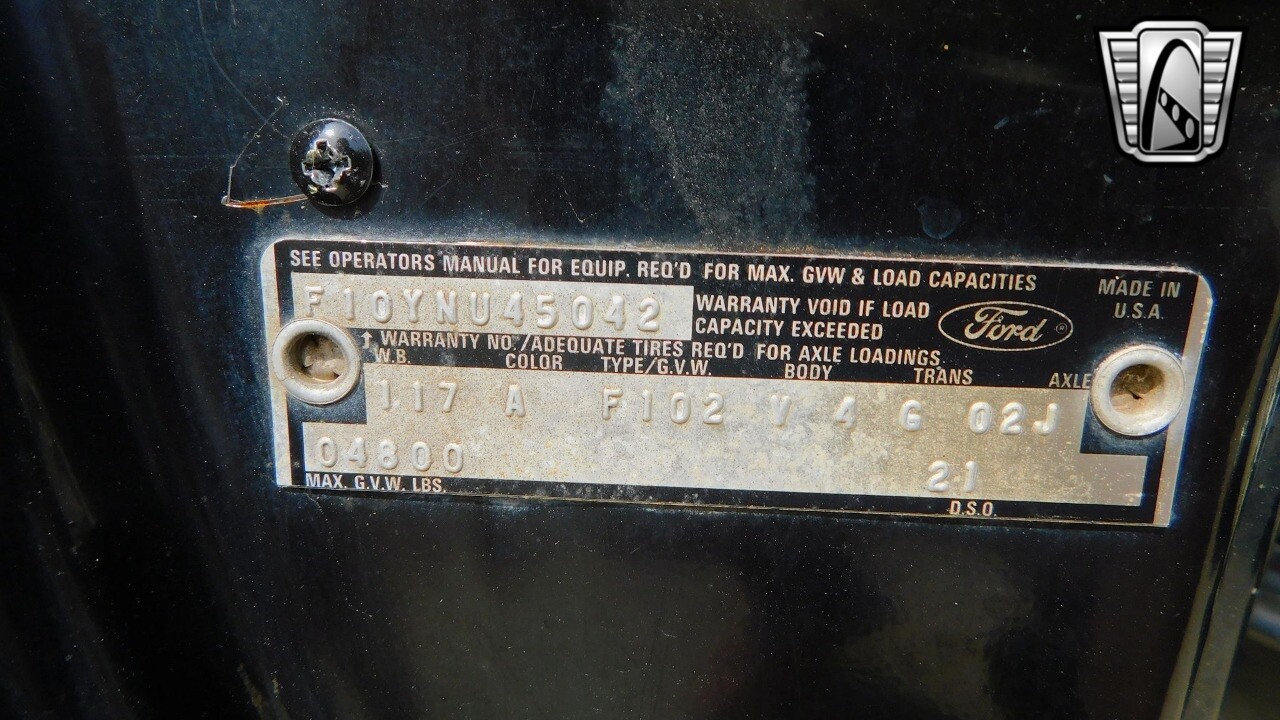 SEE OPERATORS MANUAL FOR EQUIP. REQ'D FOR MAX. GVW & LOAD CAPACITIES
MADE IN
U.S.A.
F10YNU45042
WARRANTY VOID IF LOAD
CAPACITY EXCEEDED
Ford ®
↑ WARRANTY NO./ADEQUATE TIRES REQ'D FOR AXLE LOADINGS.
W.B. COLOR TYPE/G.V.W. BODY TRANS AXLE
117 A F102 V 4 G 02J
04800 21
MAX. G.V.W. LBS. D.S.O.